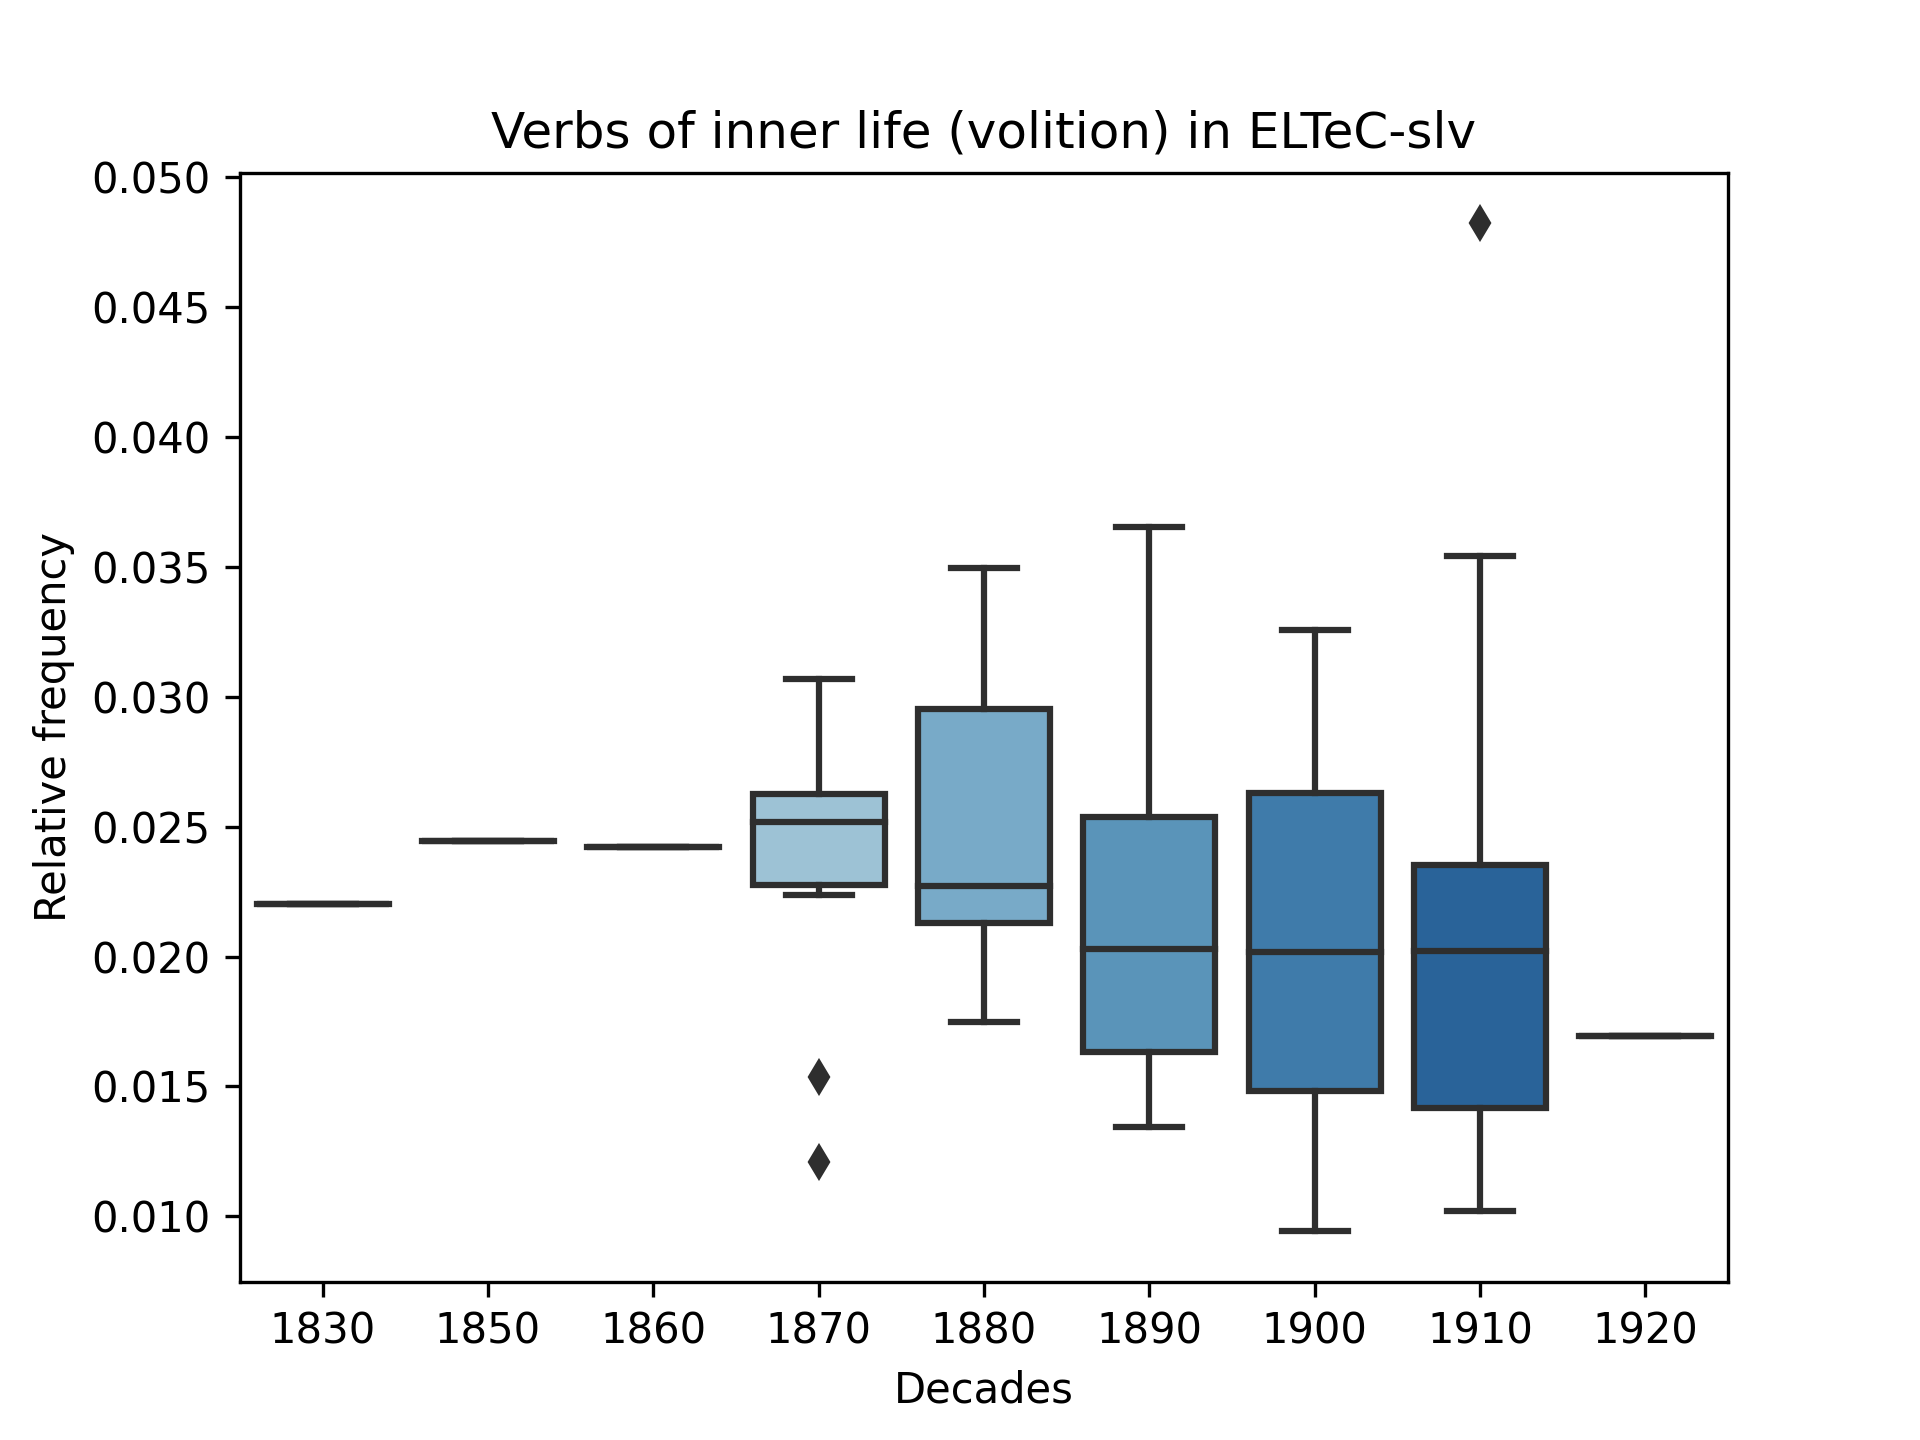 Verbs of inner life (volition) in ELTeC-slv
0.050
0.045
0.040
0.035
0.030
0.025
0.020
0.015
0.010
Relative frequency
1830 1850 1860 1870 1880 1890 1900 1910 1920
Decades